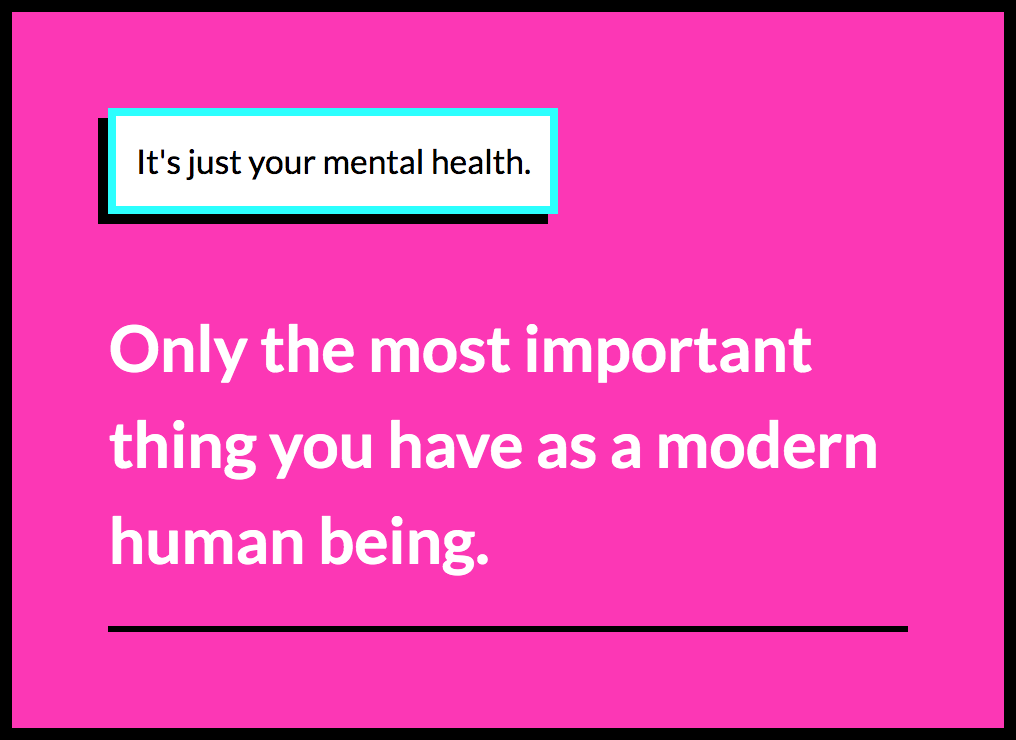 It's just your mental health.
Only the most important
thing you have as a modern
human being.